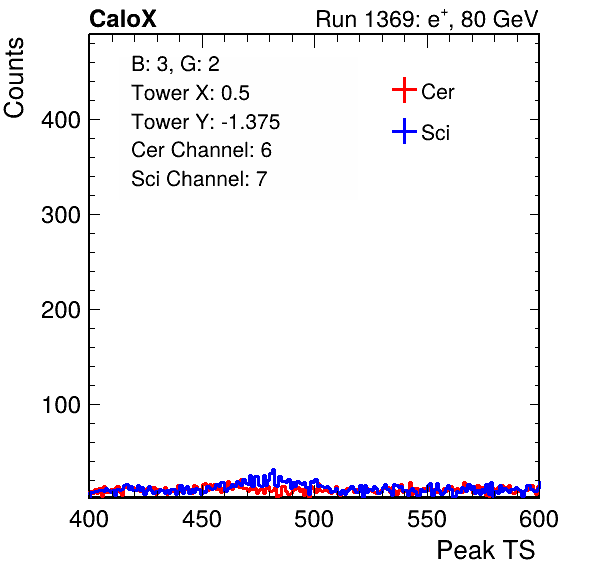 CaloX Run 1369: e⁺, 80 GeV
Counts
B: 3, G: 2
Tower X: 0.5
Tower Y: -1.375
Cer Channel: 6
Sci Channel: 7
Cer
Sci
400
300
200
100
400 450 500 550 600
Peak TS